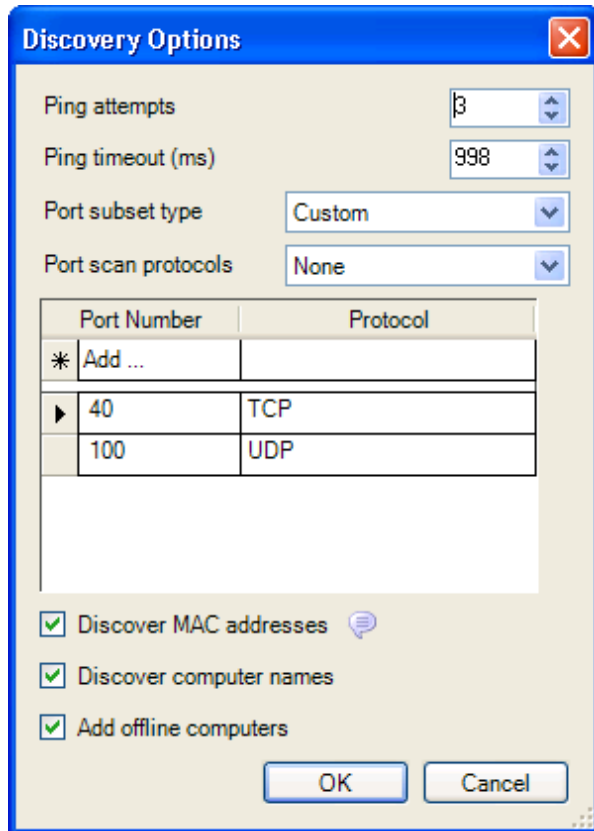 Discovery Options
Ping attempts 3
Ping timeout (ms) 998
Port subset type Custom
Port scan protocols None
Port Number Protocol
Add ...
40 TCP
100 UDP
Discover MAC addresses
Discover computer names
Add offline computers
OK Cancel